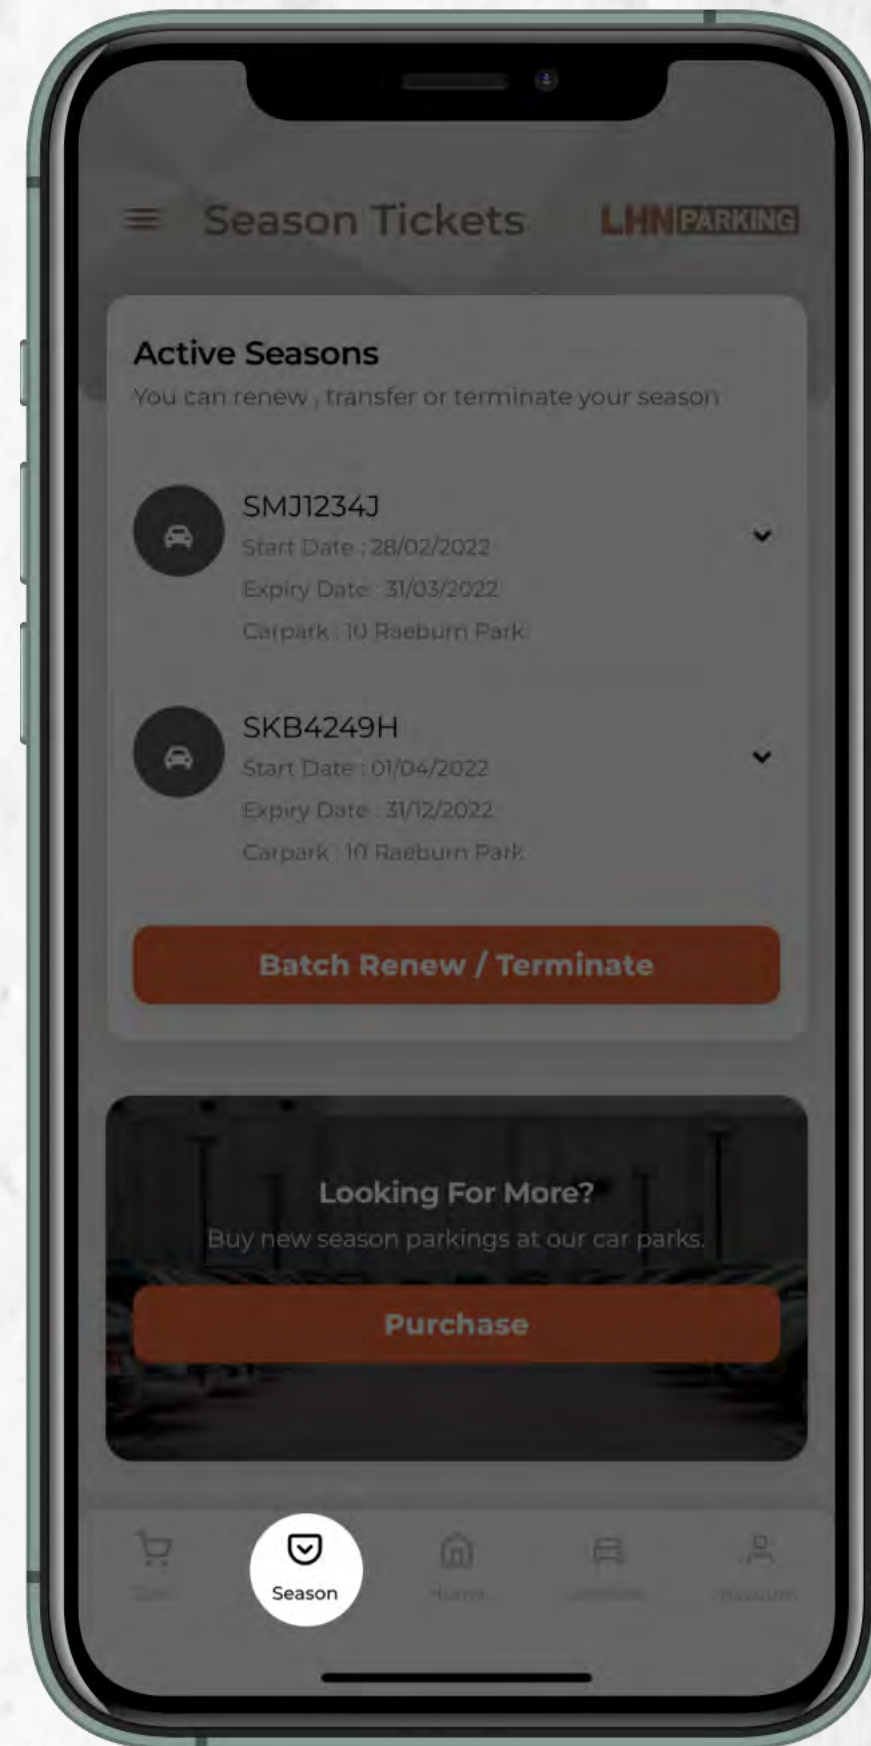 Season Tickets
LHN PARKING
Active Seasons
You can renew , transfer or terminate your season
SMJ1234J
Start Date : 28/02/2022
Expiry Date : 31/03/2022
Carpark : 10 Raeburn Park
SKB4249H
Start Date : 01/04/2022
Expiry Date : 31/12/2022
Carpark : 10 Raeburn Park
Batch Renew / Terminate
Looking For More?
Buy new season parkings at our car parks.
Purchase
Season
Home